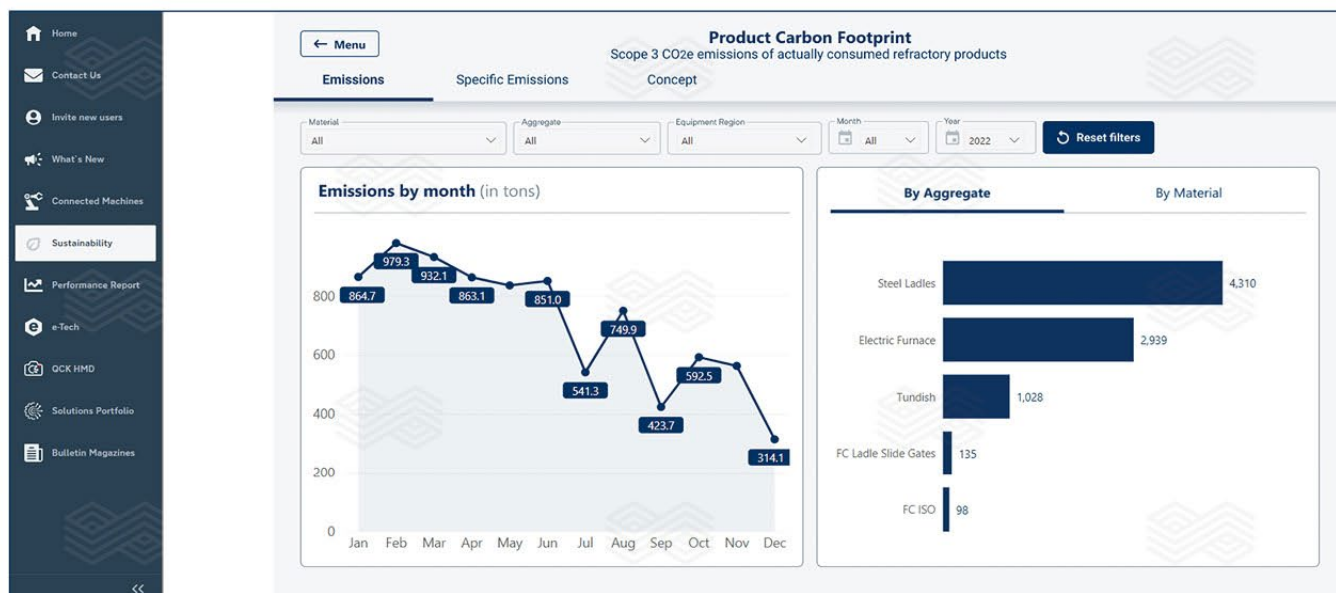 Home
Contact Us
Invite new users
What's New
Connected Machines
Sustainability
Performance Report
e-Tech
QCK HMD
Solutions Portfolio
Bulletin Magazines
<<
← Menu
Product Carbon Footprint
Scope 3 CO2e emissions of actually consumed refractory products
Emissions Specific Emissions Concept
Material Aggregate Equipment Region Month Year
All All All All 2022 Reset filters
Emissions by month (in tons)
979.3
932.1
864.7 863.1 851.0
749.9
541.3 592.5
423.7
314.1
800
600
400
200
0
Jan Feb Mar Apr May Jun Jul Aug Sep Oct Nov Dec
By Aggregate By Material
Steel Ladles 4,310
Electric Furnace 2,939
Tundish 1,028
FC Ladle Slide Gates 135
FC ISO 98